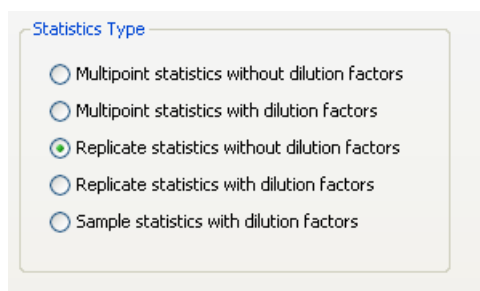 Statistics Type
Multipoint statistics without dilution factors
Multipoint statistics with dilution factors
Replicate statistics without dilution factors
Replicate statistics with dilution factors
Sample statistics with dilution factors